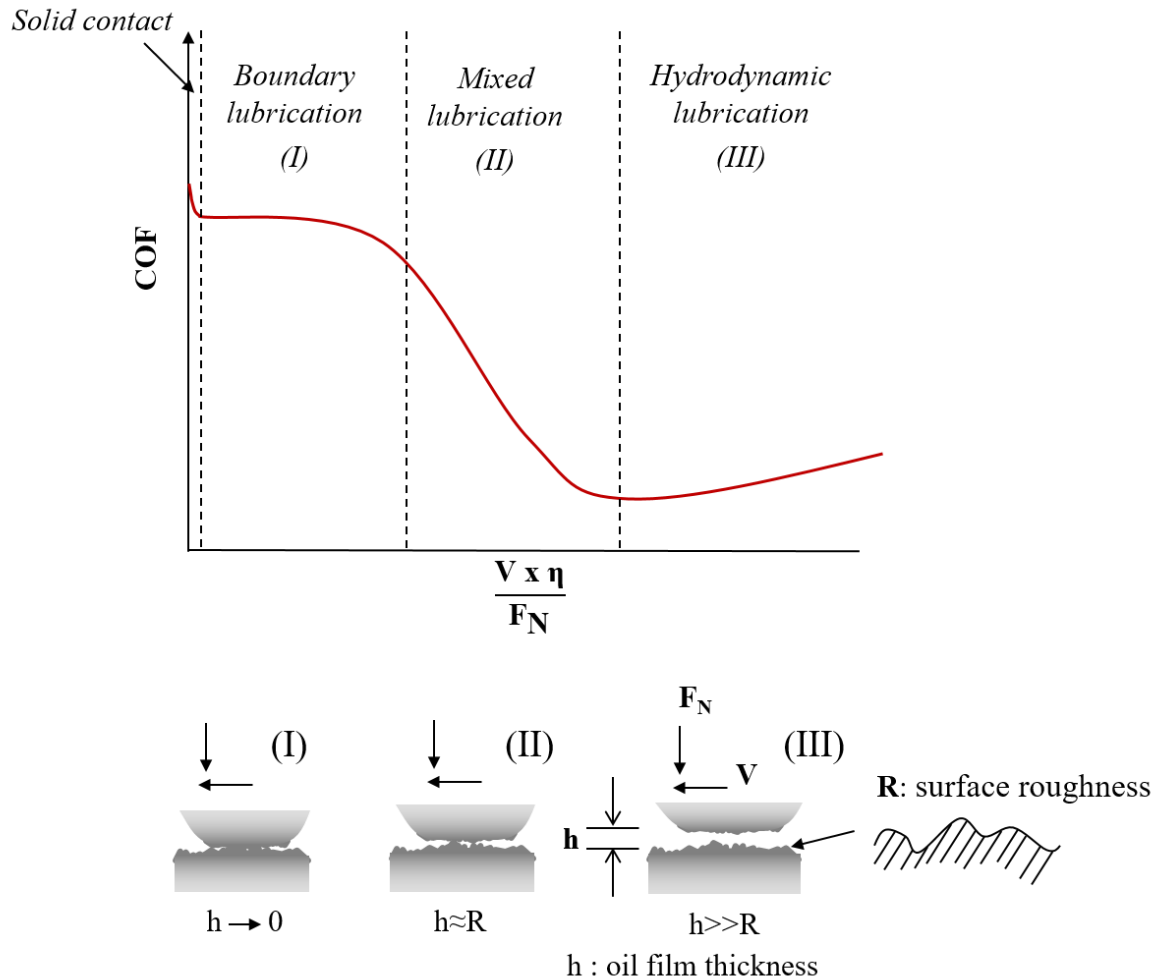 Solid contact
Boundary
lubrication
(I)
Mixed
lubrication
(II)
Hydrodynamic
lubrication
(III)
COF
V x η
F_N
F_N
(I)
(II)
(III)
V
R: surface roughness
h
h → 0
h≈R
h>>R
h : oil film thickness